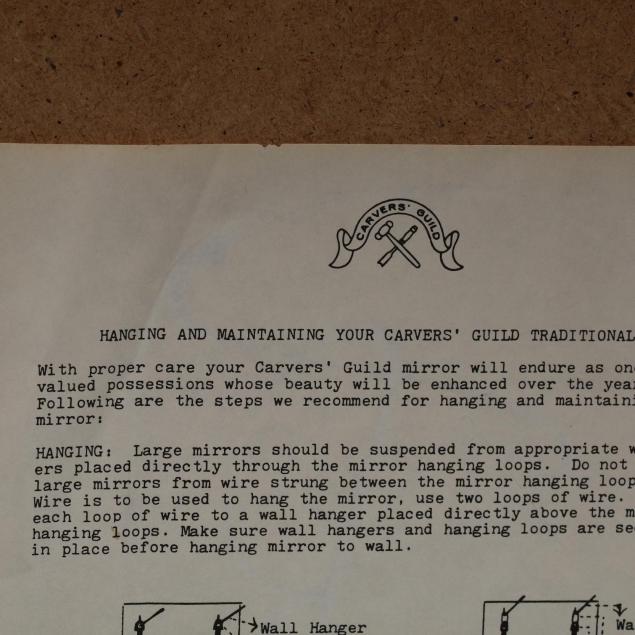 CARVERS' GUILD
HANGING AND MAINTAINING YOUR CARVERS' GUILD TRADITIONAL
With proper care your Carvers' Guild mirror will endure as one
valued possessions whose beauty will be enhanced over the
Following are the steps we recommend for hanging and
mirror:
HANGING: Large mirrors should be suspended from appropriate
ers placed directly through the mirror hanging loops. Do not
large mirrors from wire strung between the mirror hanging
Wire is to be used to hang the mirror, use two loops of wire.
each loop of wire to a wall hanger placed directly above the
hanging loops. Make sure wall hangers and hanging loops are
in place before hanging mirror to wall.
Wall Hanger